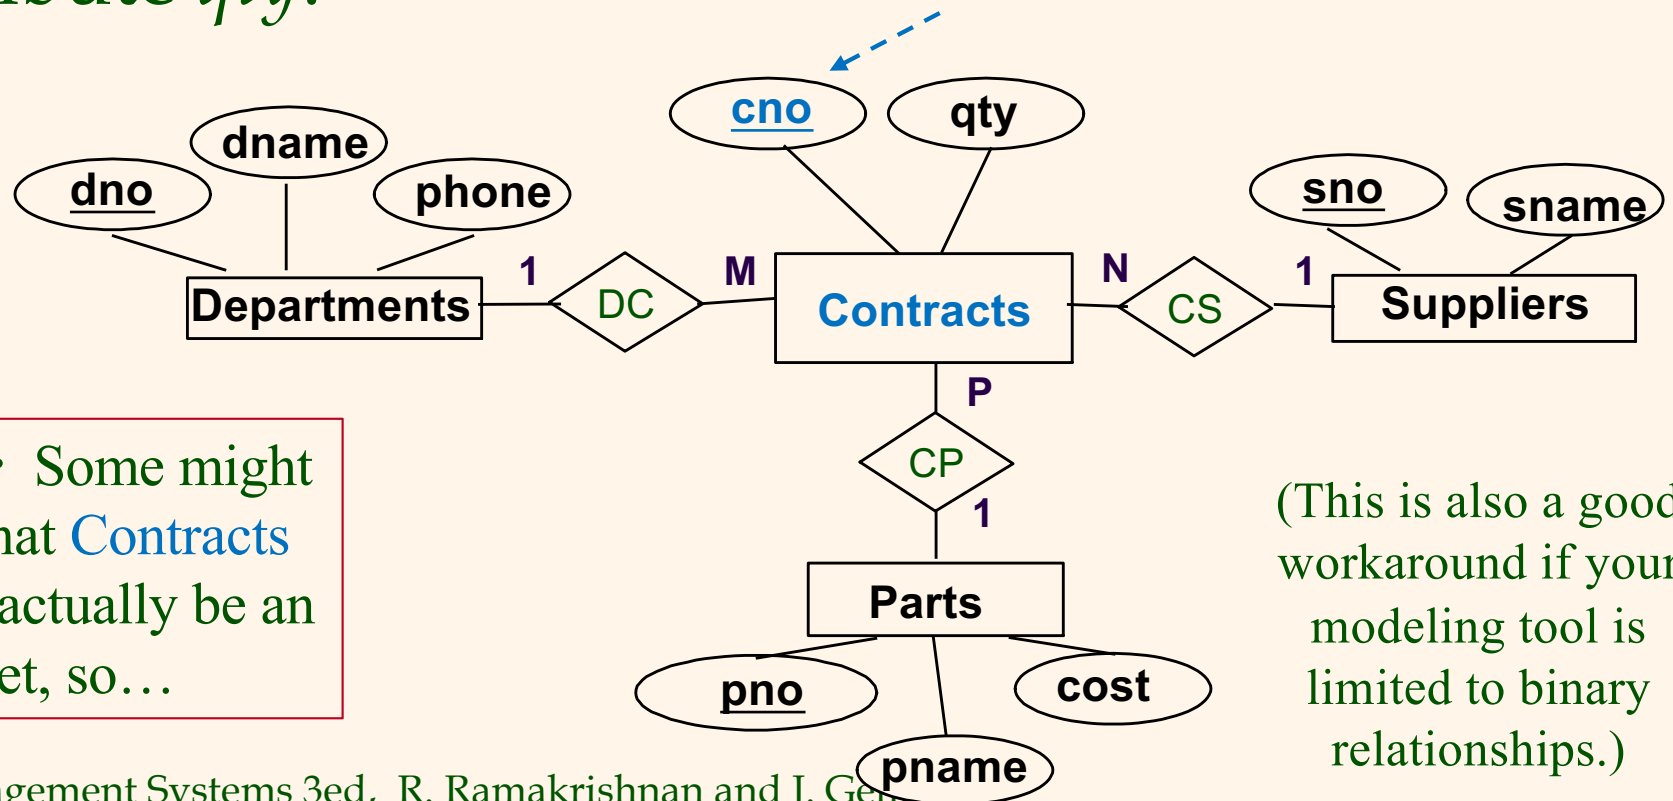 qty.
cno
qty
dname
dno
phone
sno
sname
1
M
N
1
Departments
DC
Contracts
CS
Suppliers
P
CP
1
Parts
pno
cost
pname
Some might
Contracts
actually be an
so…
(This is also a good
workaround if your
modeling tool is
limited to binary
relationships.)
Systems 3ed, R. Ramakrishnan and J.